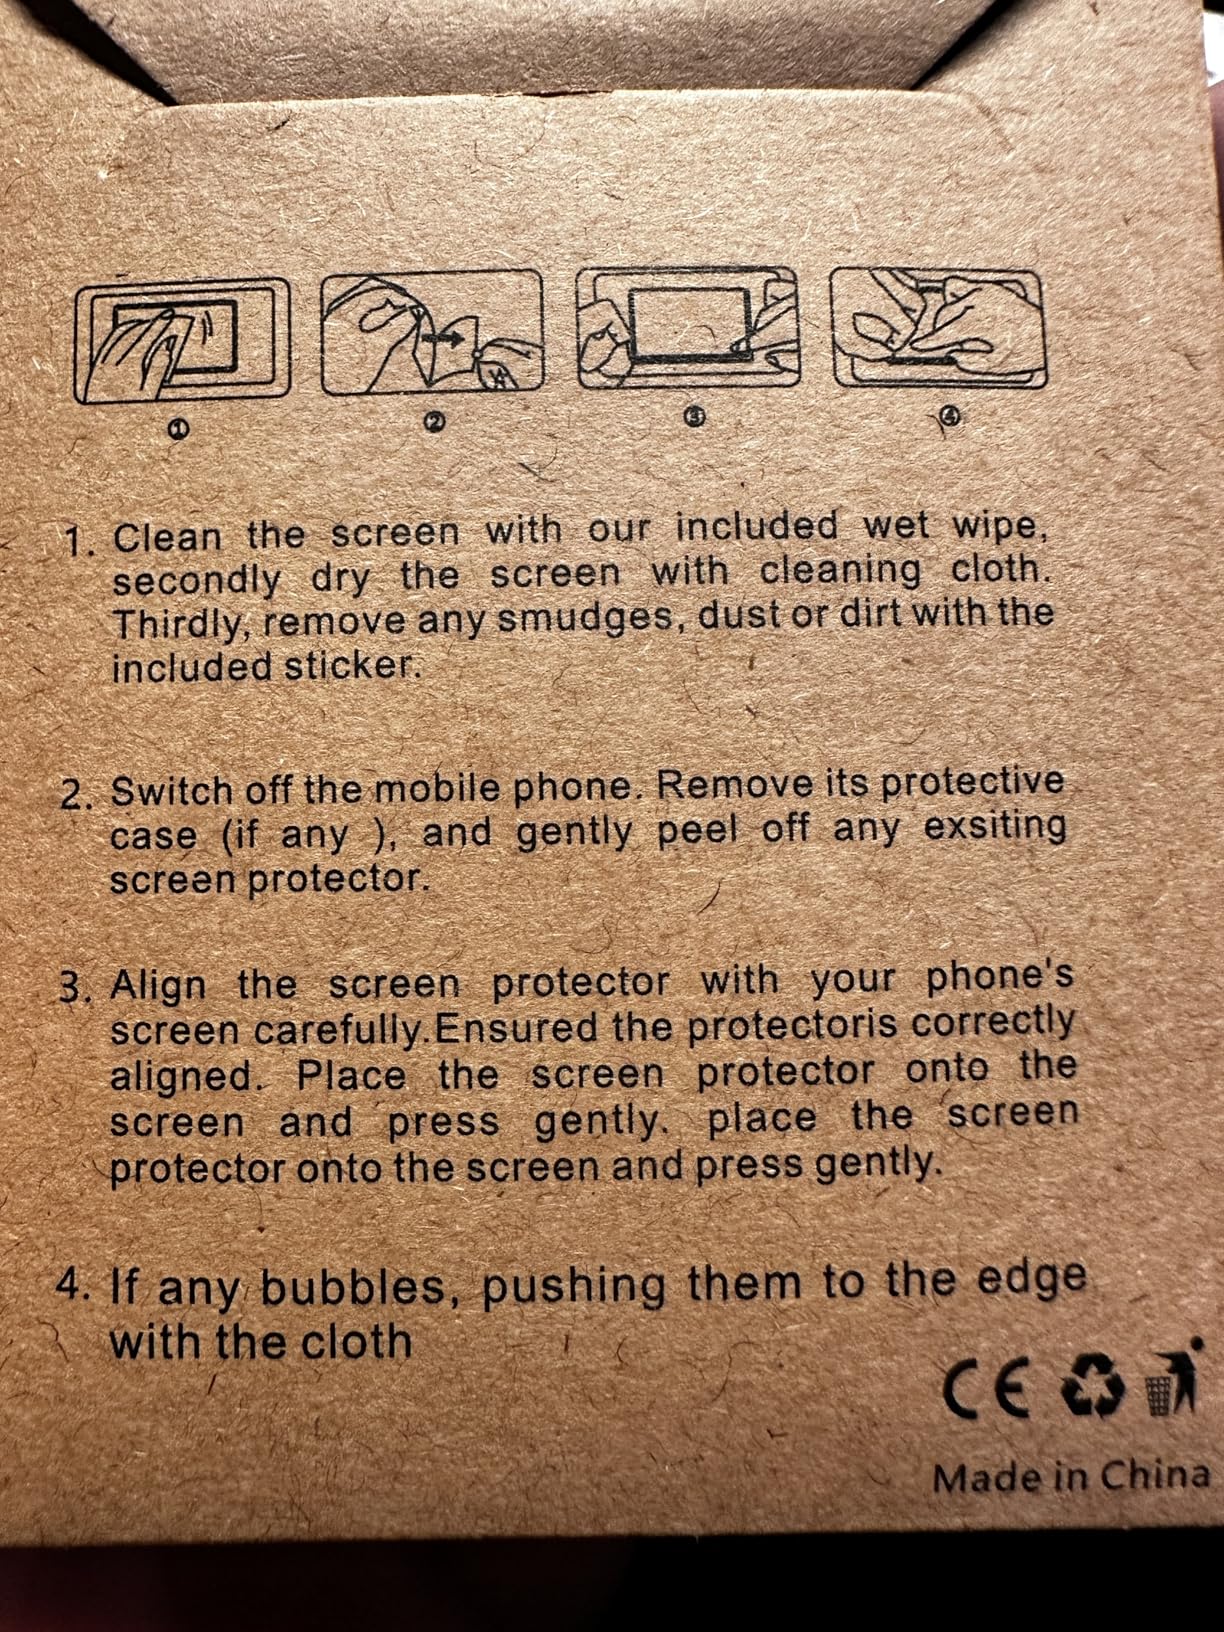 ① ② ③ ④
1. Clean the screen with our included wet wipe,
secondly dry the screen with cleaning cloth.
Thirdly, remove any smudges, dust or dirt with the
included sticker.
2. Switch off the mobile phone. Remove its protective
case (if any ), and gently peel off any exsiting
screen protector.
3. Align the screen protector with your phone's
screen carefully.Ensured the protectoris correctly
aligned. Place the screen protector onto the
screen and press gently. place the screen
protector onto the screen and press gently.
4. If any bubbles, pushing them to the edge
with the cloth
CE
Made in China